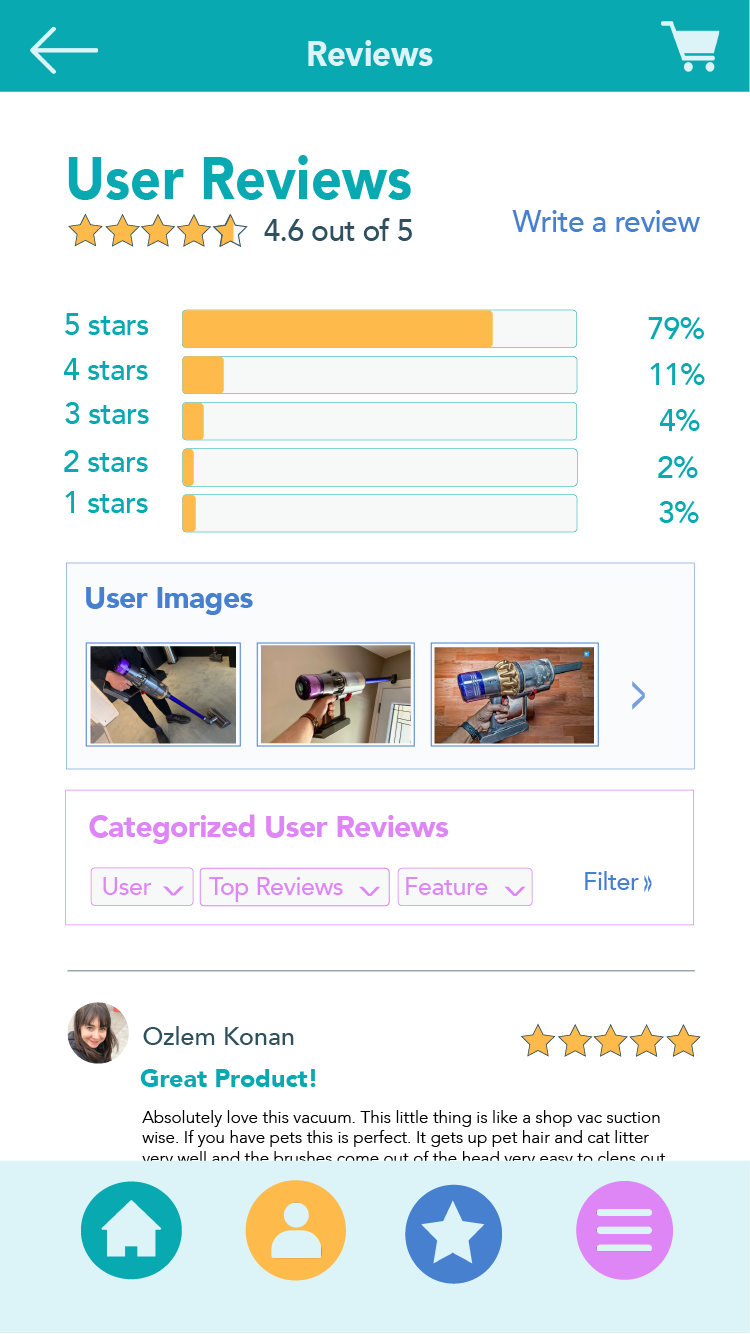 Reviews
User Reviews
4.6 out of 5
Write a review
5 stars 79%
4 stars 11%
3 stars 4%
2 stars 2%
1 stars 3%
User Images
Categorized User Reviews
User Top Reviews Feature Filter
Ozlem Konan
Great Product!
Absolutely love this vacuum. This little thing is like a shop vac suction
wise. If you have pets this is perfect. It gets up pet hair and cat litter
very well and the brushes come out of the head very easy to clens out